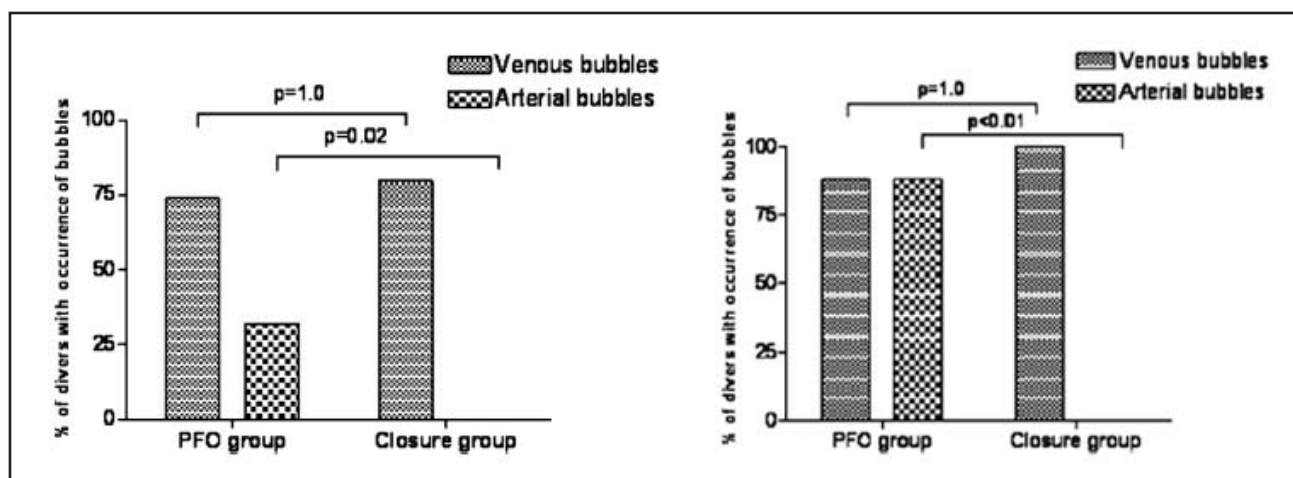 Venous bubbles
Arterial bubbles
p=1.0
p=0.02
% of divers with occurrence of bubbles
100
75
50
25
0
PFO group
Closure group
Venous bubbles
Arterial bubbles
p=1.0
p<0.01
% of divers with occurrence of bubbles
100
75
50
25
0
PFO group
Closure group